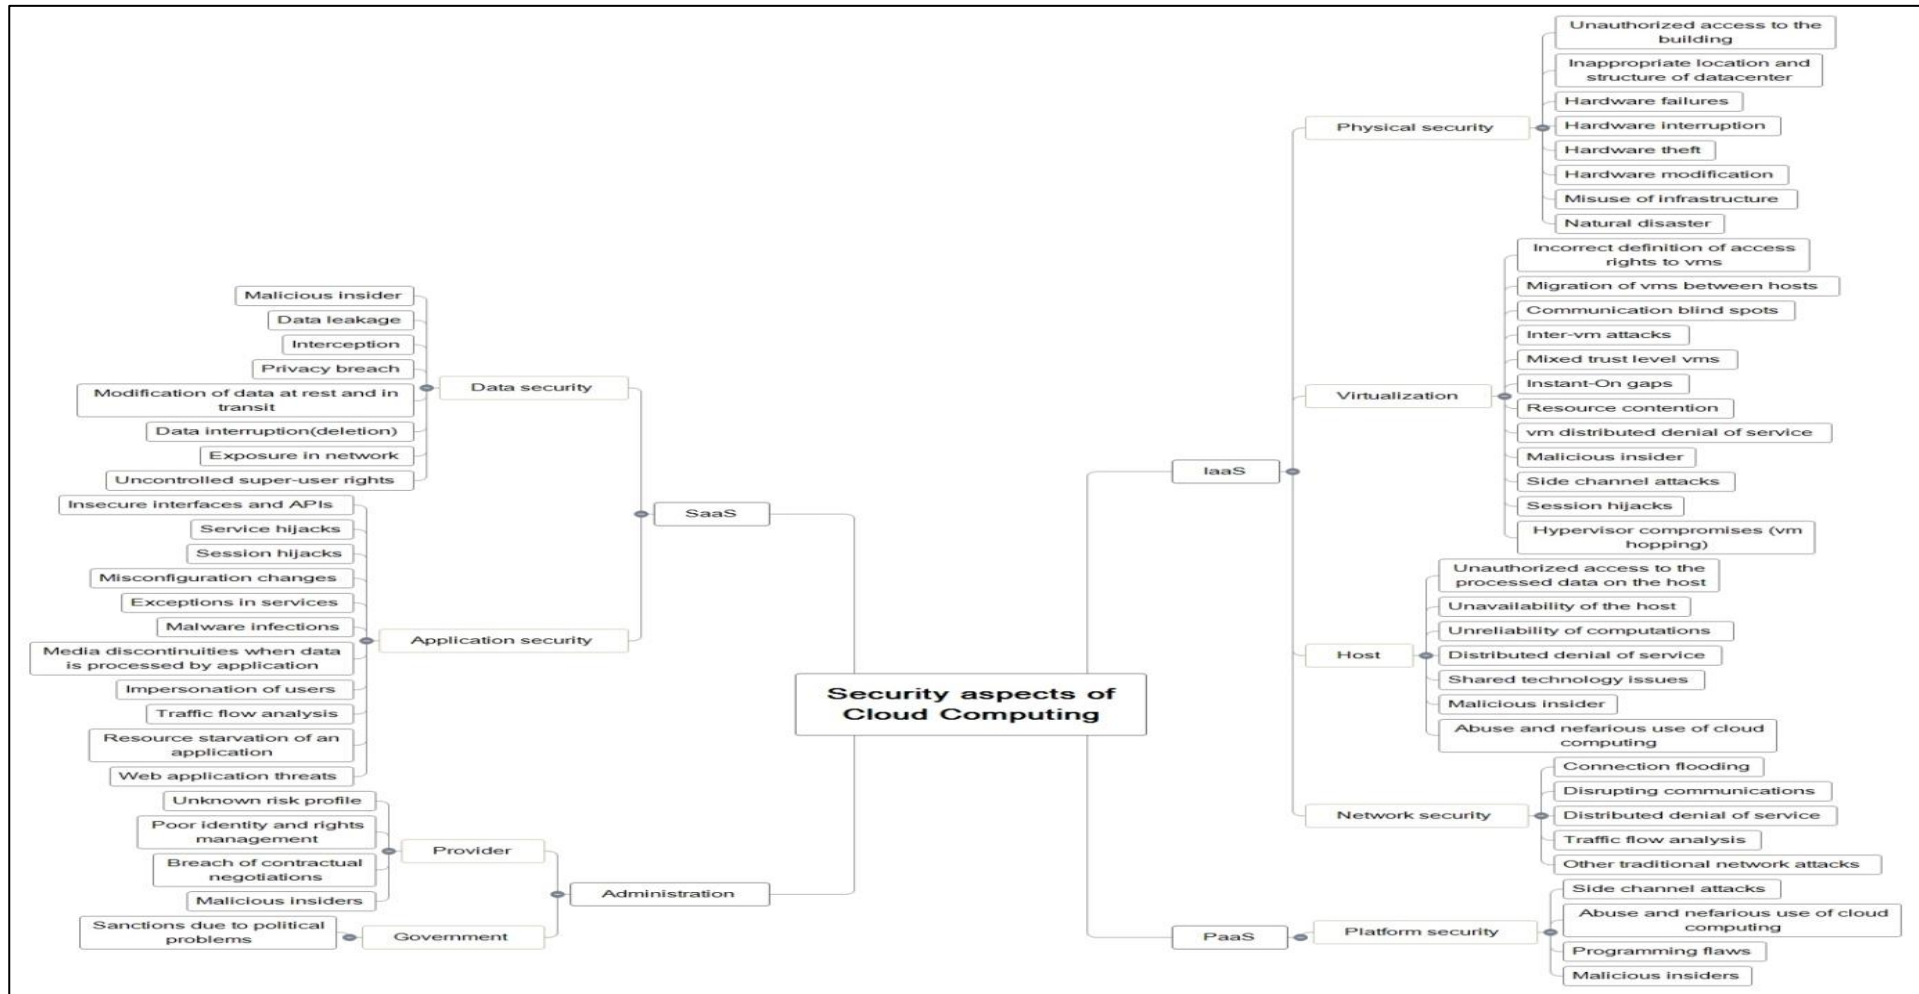 Security aspects of
Cloud Computing
SaaS
Data security
Malicious insider
Data leakage
Interception
Privacy breach
Modification of data at rest and in
transit
Data interruption(deletion)
Exposure in network
Uncontrolled super-user rights
Application security
Insecure interfaces and APIs
Service hijacks
Session hijacks
Misconfiguration changes
Exceptions in services
Malware infections
Media discontinuities when data
is processed by application
Impersonation of users
Traffic flow analysis
Resource starvation of an
application
Web application threats
Administration
Provider
Unknown risk profile
Poor identity and rights
management
Breach of contractual
negotiations
Malicious insiders
Government
Sanctions due to political
problems
IaaS
Physical security
Unauthorized access to the
building
Inappropriate location and
structure of datacenter
Hardware failures
Hardware interruption
Hardware theft
Hardware modification
Misuse of infrastructure
Natural disaster
Virtualization
Incorrect definition of access
rights to vms
Migration of vms between hosts
Communication blind spots
Inter-vm attacks
Mixed trust level vms
Instant-On gaps
Resource contention
vm distributed denial of service
Malicious insider
Side channel attacks
Session hijacks
Hypervisor compromises (vm
hopping)
Host
Unauthorized access to the
processed data on the host
Unavailability of the host
Unreliability of computations
Distributed denial of service
Shared technology issues
Malicious insider
Abuse and nefarious use of cloud
computing
Network security
Connection flooding
Disrupting communications
Distributed denial of service
Traffic flow analysis
Other traditional network attacks
PaaS
Platform security
Side channel attacks
Abuse and nefarious use of cloud
computing
Programming flaws
Malicious insiders